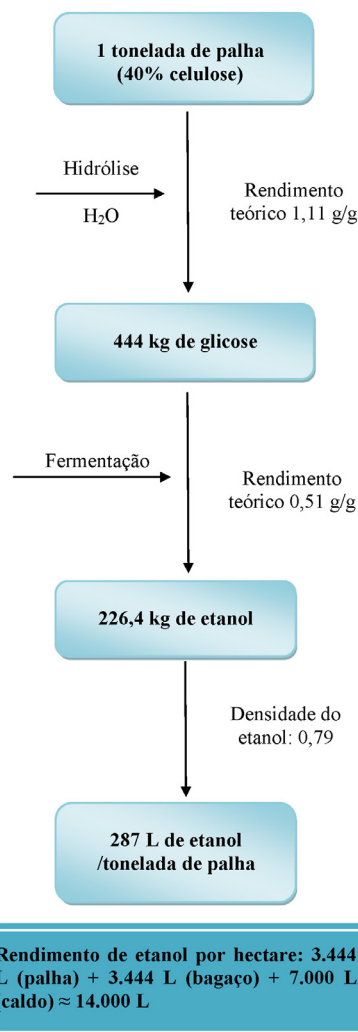 1 tonelada de palha
(40% celulose)
Hidrólise
H₂O
Rendimento
teórico 1,11 g/g
444 kg de glicose
Fermentação
Rendimento
teórico 0,51 g/g
226,4 kg de etanol
Densidade do
etanol: 0,79
287 L de etanol
/tonelada de palha
Rendimento de etanol por hectare: 3.444
L (palha) + 3.444 L (bagaço) + 7.000 L
(caldo) ≈ 14.000 L